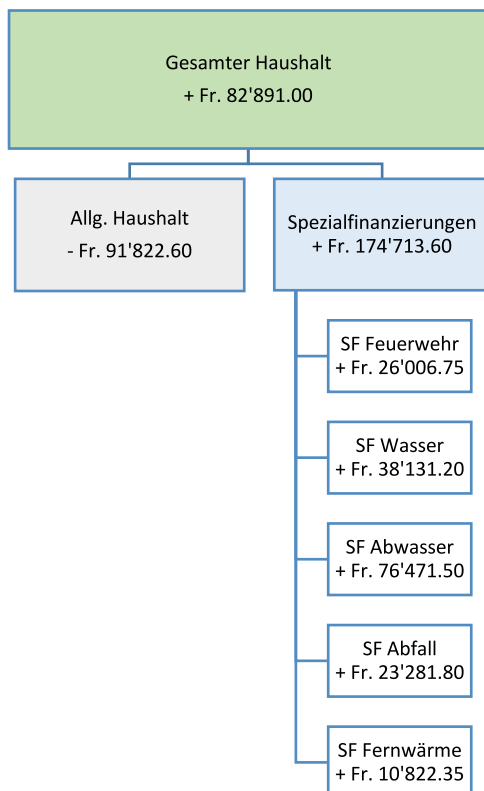 Gesamter Haushalt
+ Fr. 82'891.00
Allg. Haushalt
- Fr. 91'822.60
Spezialfinanzierungen
+ Fr. 174'713.60
SF Feuerwehr
+ Fr. 26'006.75
SF Wasser
+ Fr. 38'131.20
SF Abwasser
+ Fr. 76'471.50
SF Abfall
+ Fr. 23'281.80
SF Fernwärme
+ Fr. 10'822.35